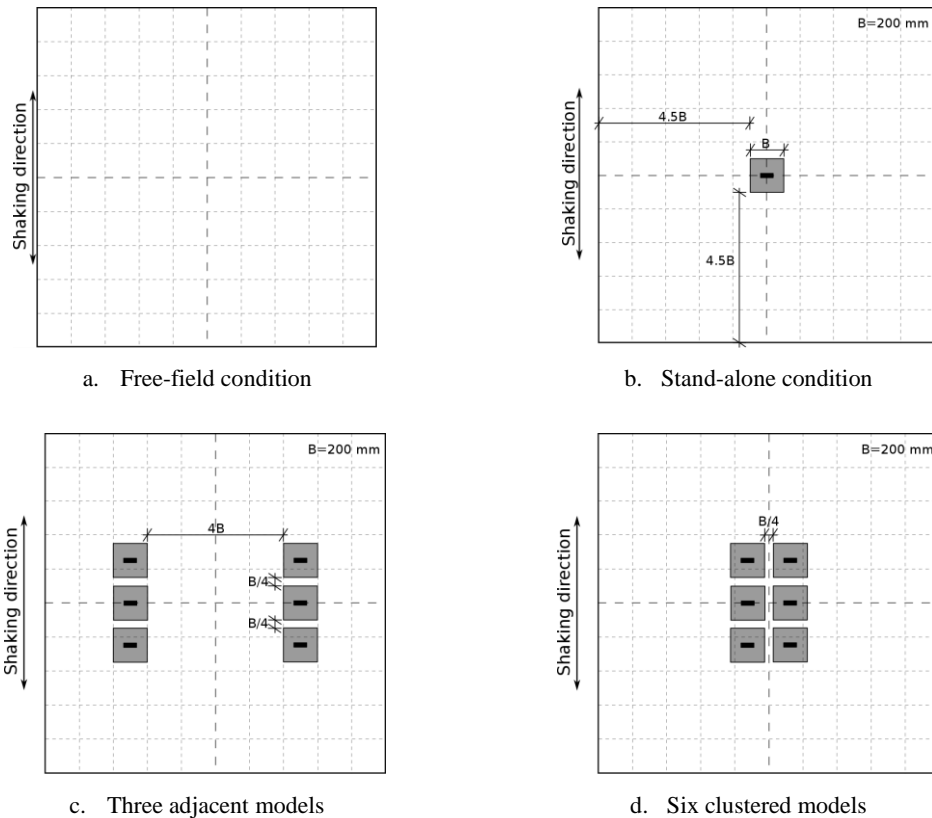 Shaking direction
a. Free-field condition
B=200 mm
Shaking direction
4.5B
B
4.5B
b. Stand-alone condition
B=200 mm
Shaking direction
4B
B/4
B/4
c. Three adjacent models
B=200 mm
Shaking direction
B/4
d. Six clustered models